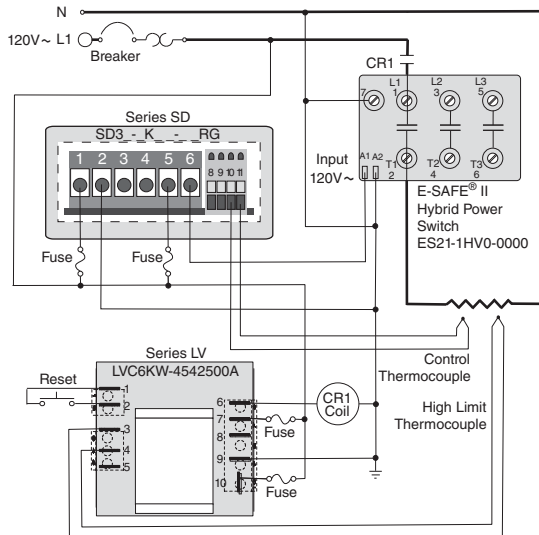 N
120V~ L1
Breaker
CR1
L1 L2 L3
7 1 3 5
Series SD
SD3 _- K_ _ - _ RG
1 2 3 4 5 6 8 9 10 11
Input
120V~
A1 A2
T1 T2 T3
2 4 6
E-SAFE® II
Hybrid Power
Switch
ES21-1HV0-0000
Fuse Fuse
Series LV
LVC6KW-4542500A
Control
Thermocouple
High Limit
Thermocouple
Reset
1
2
3
4
5
6
7
8
9
10
CR1
Coil
Fuse
Fuse